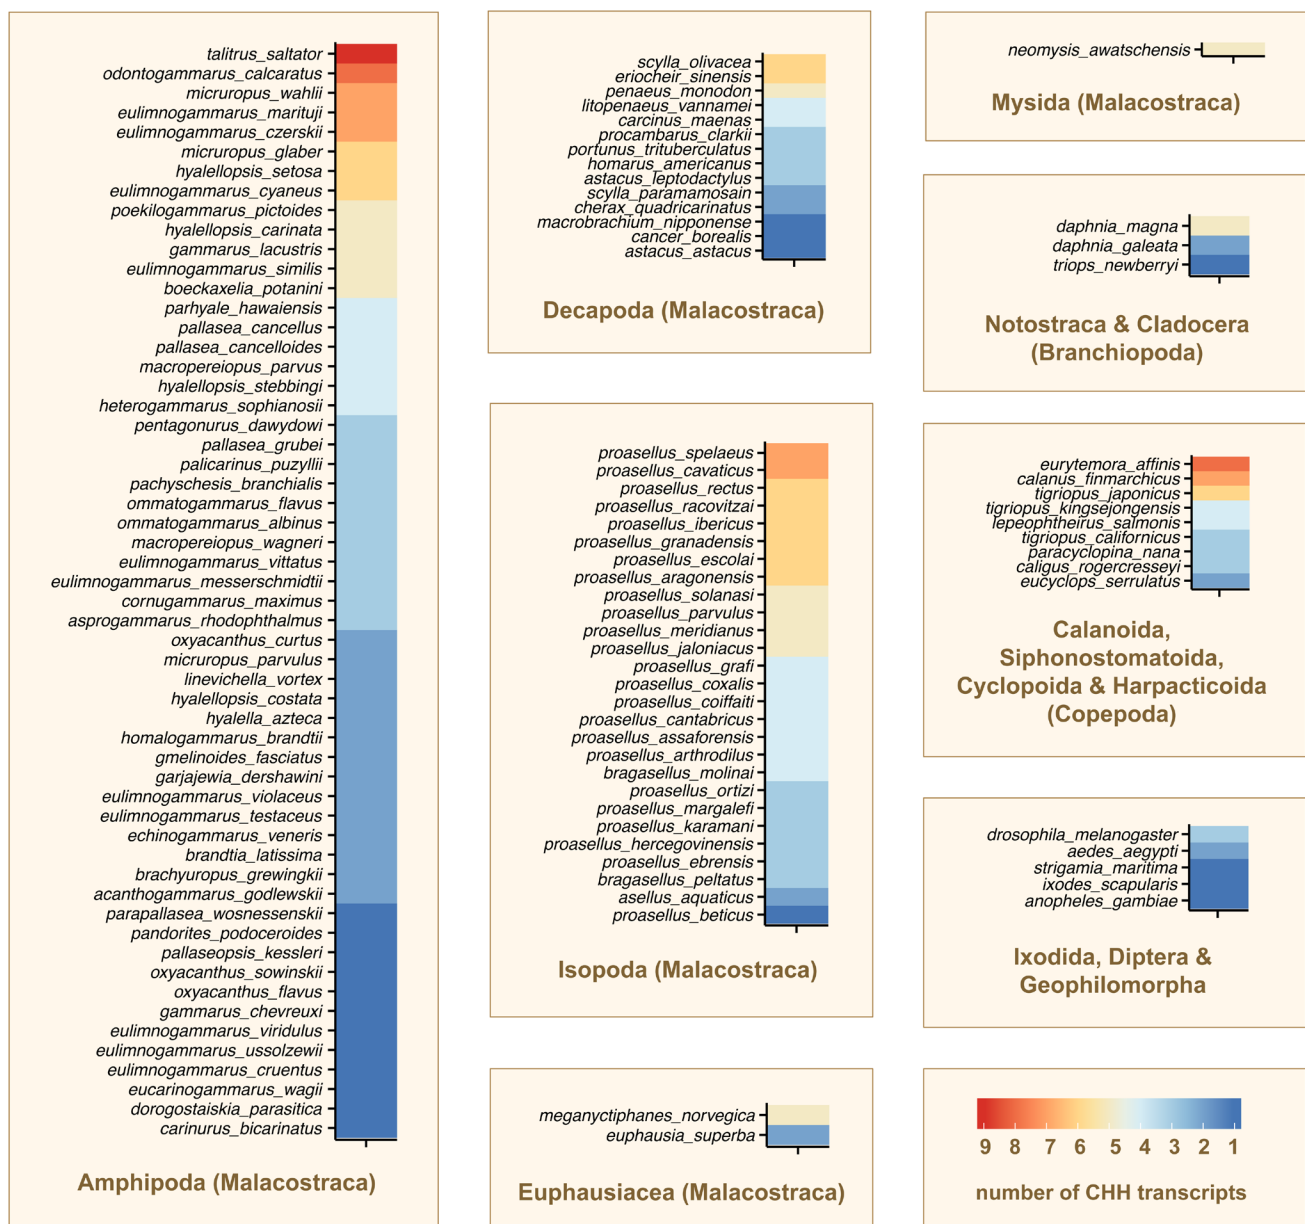 talitrus_saltator
odontogammarus_calcaratus
micruropus_wahlii
eulimnogammarus_marituji
eulimnogammarus_czerskii
micruropus_glaber
hyalellopsis_setosa
eulimnogammarus_cyaneus
poekilogammarus_pictoides
hyalellopsis_carinata
gammarus_lacustris
eulimnogammarus_similis
boeckaxelia_potanini
parhyale_hawaiensis
pallasea_cancellus
pallasea_cancelloides
macropereiopus_parvus
hyalellopsis_stebbingi
heterogammarus_sophianosii
pentagonurus_dawydowi
pallasea_grubei
palicarinus_puzyllii
pachyschesis_branchialis
ommatogammarus_flavus
ommatogammarus_albinus
macropereiopus_wagneri
eulimnogammarus_vittatus
eulimnogammarus_messerschmidtii
cornugammarus_maximus
asprogammarus_rhodophthalmus
oxyacanthus_curtus
micruropus_parvulus
linevichella_vortex
hyalellopsis_costata
hyalella_azteca
homalogammarus_brandtii
gmelinoides_fasciatus
garjajewia_dershawini
eulimnogammarus_violaceus
eulimnogammarus_testaceus
echinogammarus_veneris
brandtia_latissima
brachyuropus_grewingkii
acanthogammarus_godlewskii
parapallasea_wosnessenskii
pandorites_podoceroides
pallaseopsis_kessleri
oxyacanthus_sowinskii
oxyacanthus_flavus
gammarus_chevreuxi
eulimnogammarus_viridulus
eulimnogammarus_ussolzewii
eulimnogammarus_cruentus
eucarinogammarus_wagii
dorogostaiskia_parasitica
carinurus_bicarinatus
Amphipoda (Malacostraca)
scylla_olivacea
eriocheir_sinensis
penaeus_monodon
litopenaeus_vannamei
carcinus_maenas
procambarus_clarkii
portunus_trituberculatus
homarus_americanus
astacus_leptodactylus
scylla_paramamosain
cherax_quadricarinatus
macrobrachium_nipponense
cancer_borealis
astacus_astacus
Decapoda (Malacostraca)
proasellus_spelaeus
proasellus_cavaticus
proasellus_rectus
proasellus_racovitzai
proasellus_ibericus
proasellus_granadensis
proasellus_escolai
proasellus_aragonensis
proasellus_solanasi
proasellus_parvulus
proasellus_meridianus
proasellus_jaloniacus
proasellus_grafi
proasellus_coxalis
proasellus_coiffaiti
proasellus_cantabricus
proasellus_assaforensis
proasellus_arthrodilus
bragasellus_molinai
proasellus_ortizi
proasellus_margalefi
proasellus_karamani
proasellus_hercegovinensis
proasellus_ebrensis
bragasellus_peltatus
asellus_aquaticus
proasellus_beticus
Isopoda (Malacostraca)
meganyctiphanes_norvegica
euphausia_superba
Euphausiacea (Malacostraca)
neomysis_awatschensis
Mysida (Malacostraca)
daphnia_magna
daphnia_galeata
triops_newberryi
Notostraca & Cladocera
(Branchiopoda)
eurytemora_affinis
calanus_finmarchicus
tigriopus_japonicus
tigriopus_kingsejongensis
lepeophtheirus_salmonis
tigriopus_californicus
paracyclopina_nana
caligus_rogercresseyi
eucyclops_serrulatus
Calanoida,
Siphonostomatoida,
Cyclopoida & Harpacticoida
(Copepoda)
drosophila_melanogaster
aedes_aegypti
strigamia_maritima
ixodes_scapularis
anopheles_gambiae
Ixodida, Diptera &
Geophilomorpha
9 8 7 6 5 4 3 2 1
number of CHH transcripts